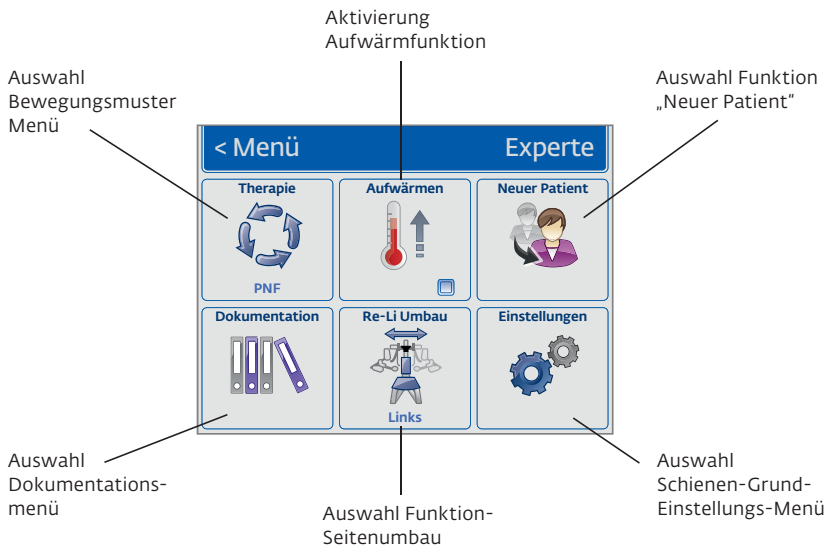 Aktivierung
Aufwärmfunktion
Auswahl
Bewegungsmuster
Menü
Auswahl Funktion
„Neuer Patient“
< Menü
Experte
Therapie
Aufwärmen
Neuer Patient
PNF
Dokumentation
Re-Li Umbau
Einstellungen
Links
Auswahl
Dokumentations-
menü
Auswahl Funktion-
Seitenumbau
Auswahl
Schienen-Grund-
Einstellungs-Menü